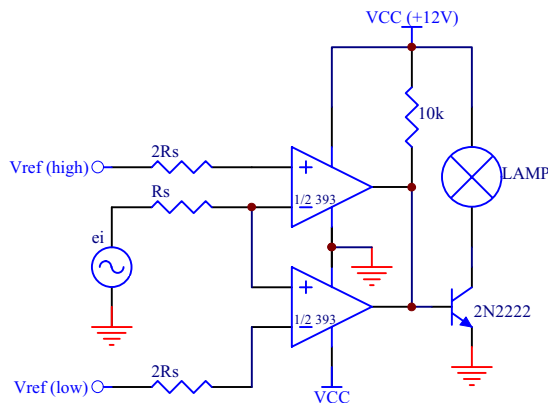 VCC (+12V)
10k
2Rs
Vref (high)
+
LAMP
Rs
1/2 393
−
ei
+
2N2222
1/2 393
−
2Rs
Vref (low)
VCC